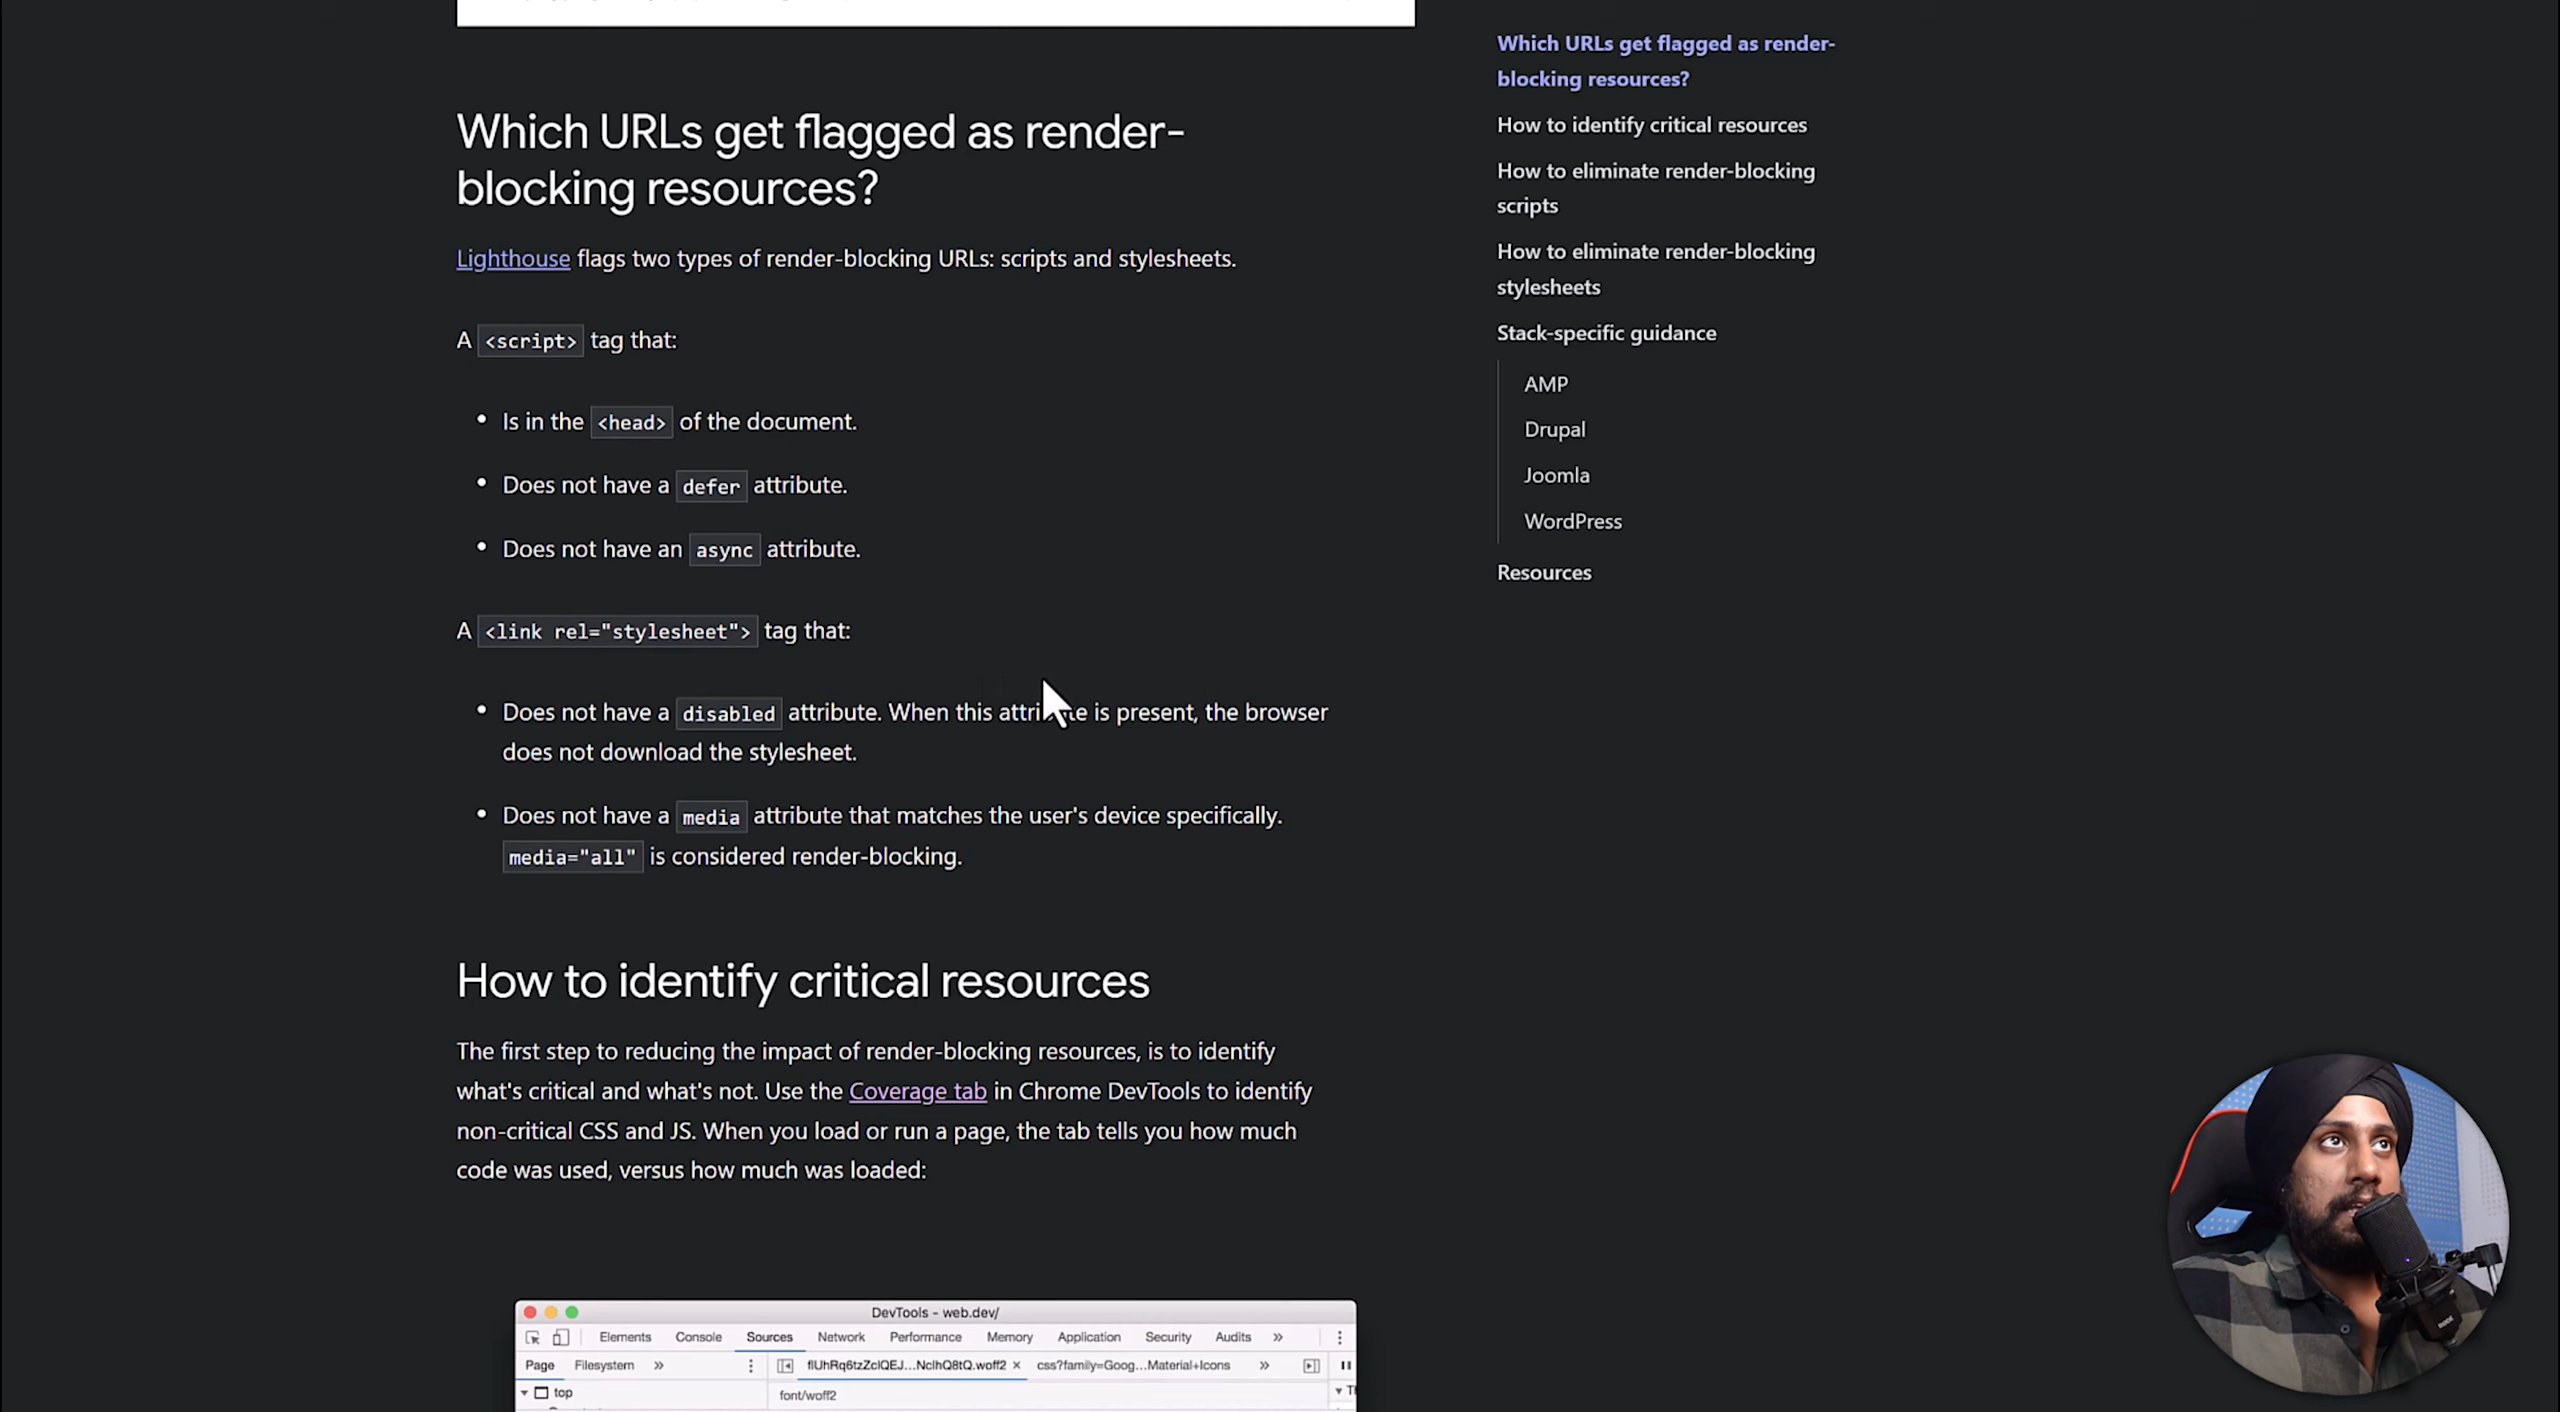 Which URLs get flagged as render-
blocking resources?
Lighthouse flags two types of render-blocking URLs: scripts and stylesheets.
A <script> tag that:
• Is in the <head> of the document.
• Does not have a defer attribute.
• Does not have an async attribute.
A <link rel="stylesheet"> tag that:
• Does not have a disabled attribute. When this is present, the browser
does not download the stylesheet.
• Does not have a media attribute that matches the user's device specifically.
media="all" is considered render-blocking.
How to identify critical resources
The first step to reducing the impact of render-blocking resources, is to identify
what's critical and what's not. Use the Coverage tab in Chrome DevTools to identify
non-critical CSS and JS. When you load or run a page, the tab tells you how much
code was used, versus how much was loaded:
DevTools - web.dev/
Elements Console Sources Network Performance Memory Application Security Audits »
Page Filesystem » css?family=Goog...Material+Icons »
top font/woff2
Which URLs get flagged as render-
blocking resources?
How to identify critical resources
How to eliminate render-blocking
scripts
How to eliminate render-blocking
stylesheets
Stack-specific guidance
AMP
Drupal
Joomla
WordPress
Resources